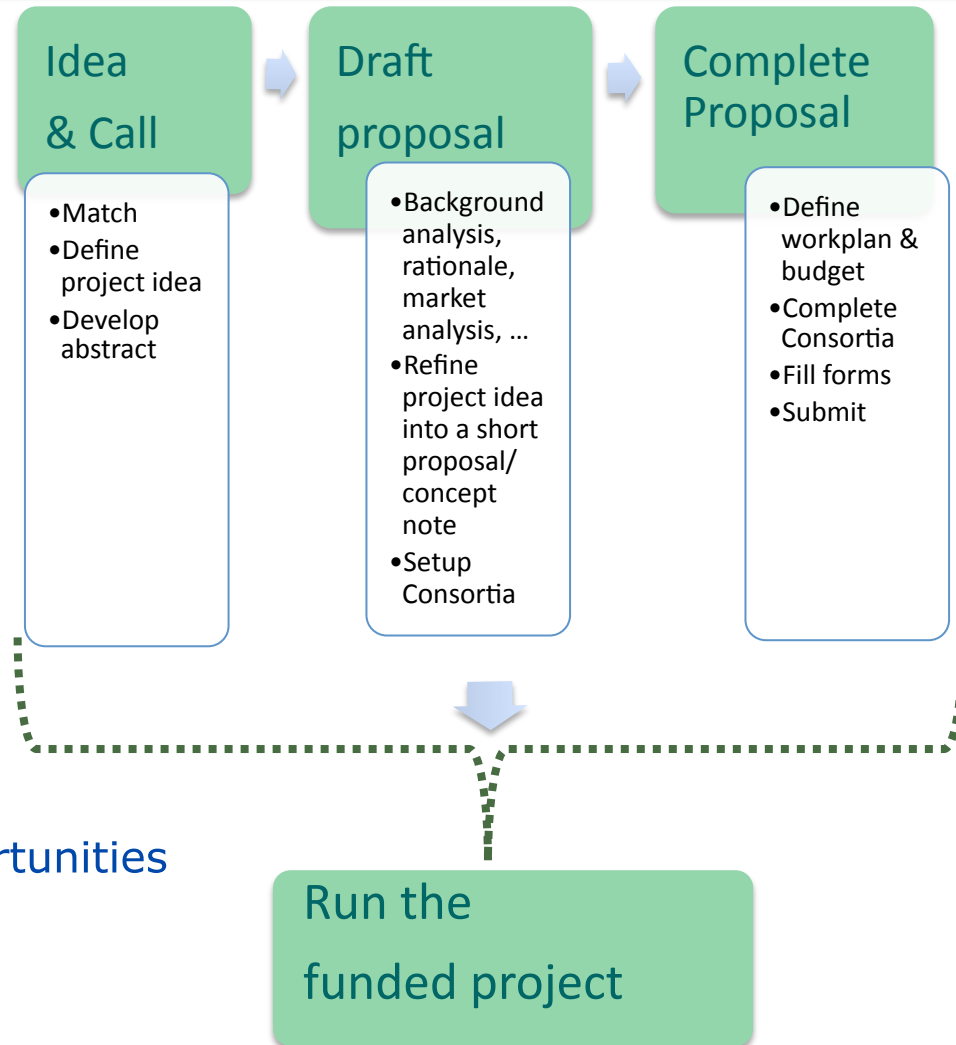 Idea
& Call
•Match
•Define
project idea
•Develop
abstract
Draft
proposal
•Background
analysis,
rationale,
market
analysis, ...
•Refine
project idea
into a short
proposal/
concept
note
•Setup
Consortia
Complete
Proposal
•Define
workplan &
budget
•Complete
Consortia
•Fill forms
•Submit
rtunities
Run the
funded project